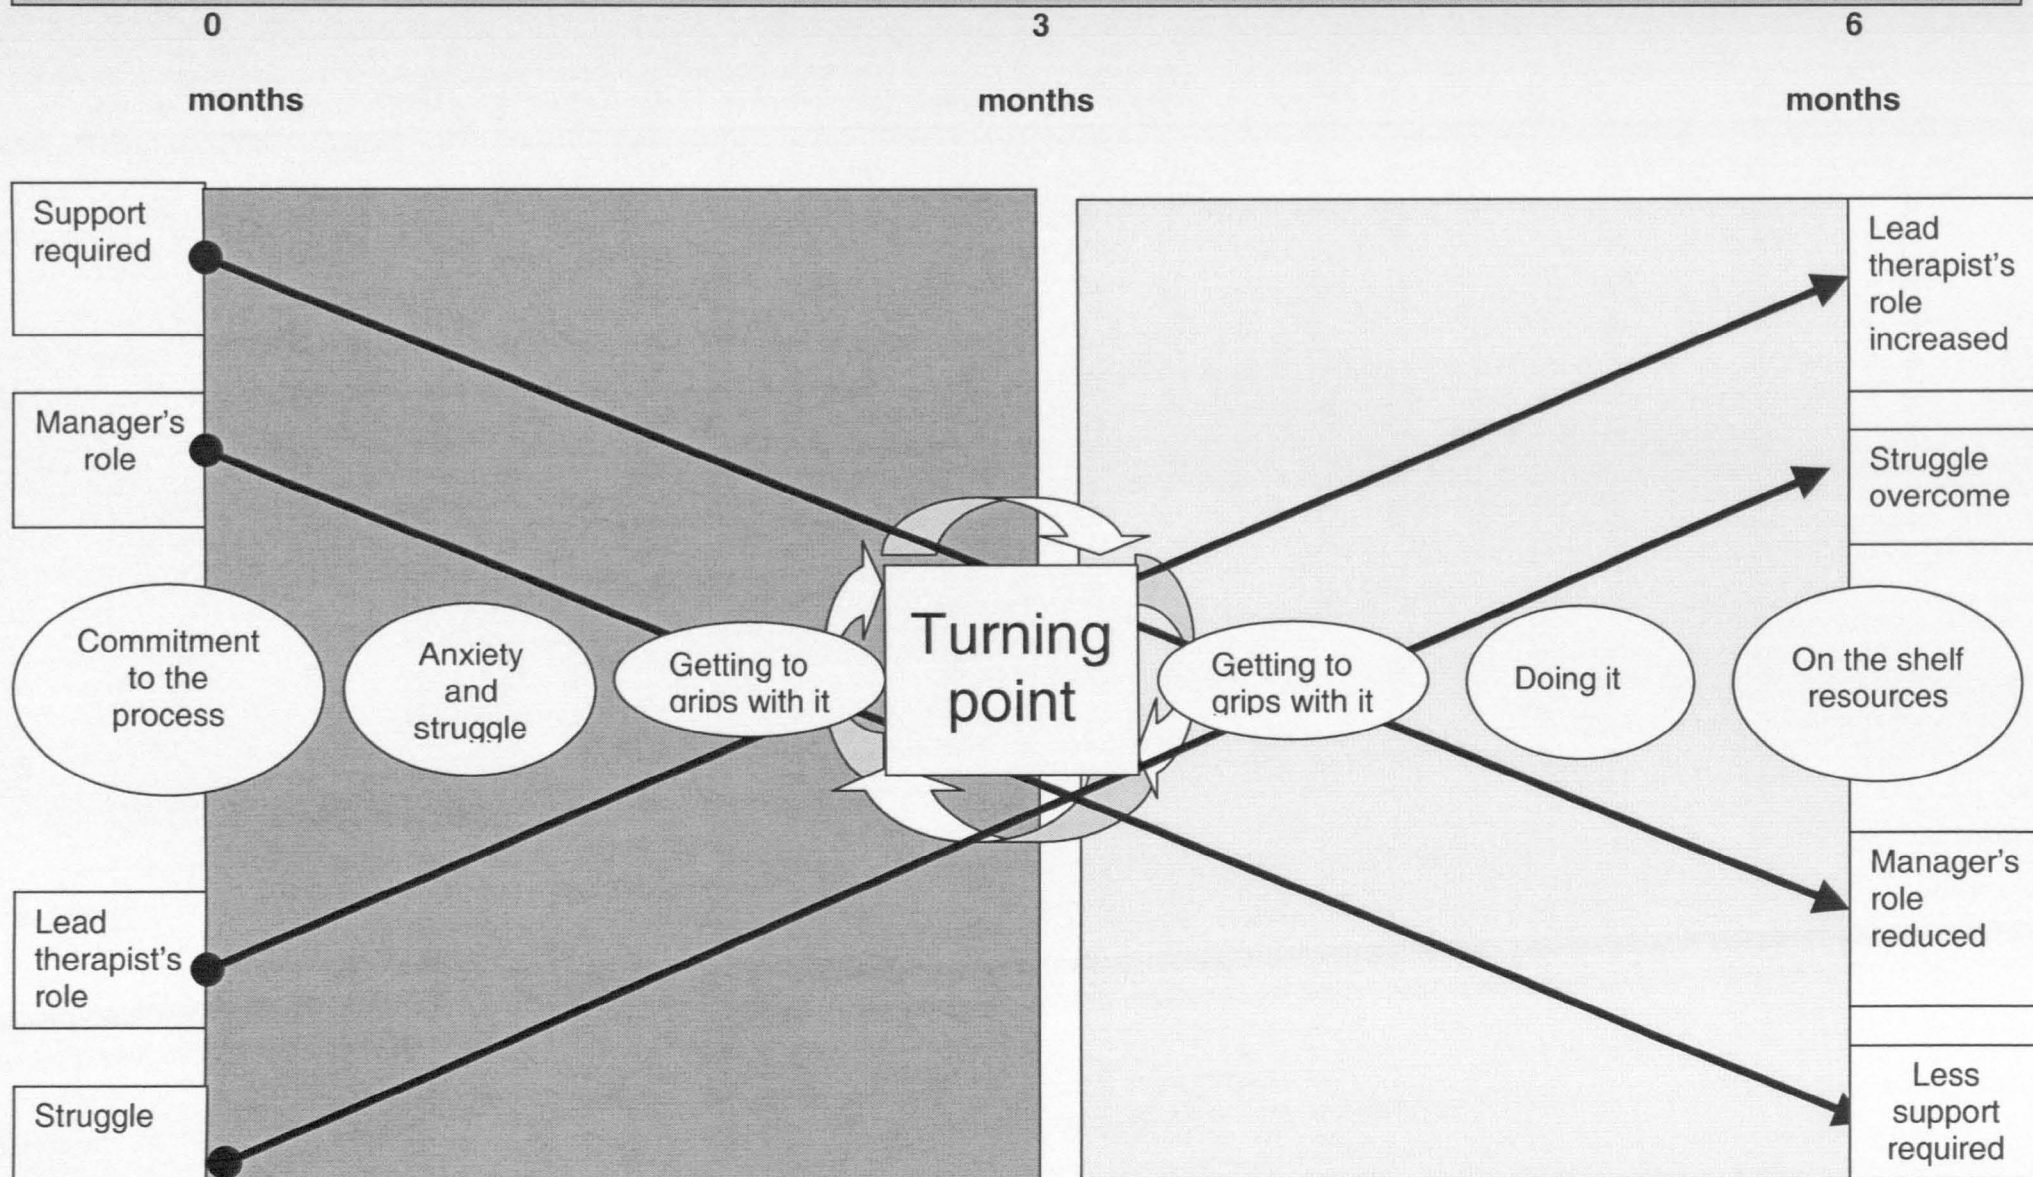 0
3
6
months
months
months
Support
required
Manager's
role
Commitment
to the
process
Anxiety
and
struggle
Getting to
grips with it
Turning
point
Getting to
grips with it
Doing it
On the shelf
resources
Lead
therapist's
role
Struggle
Lead
therapist's
role
increased
Struggle
overcome
Manager's
role
reduced
Less
support
required